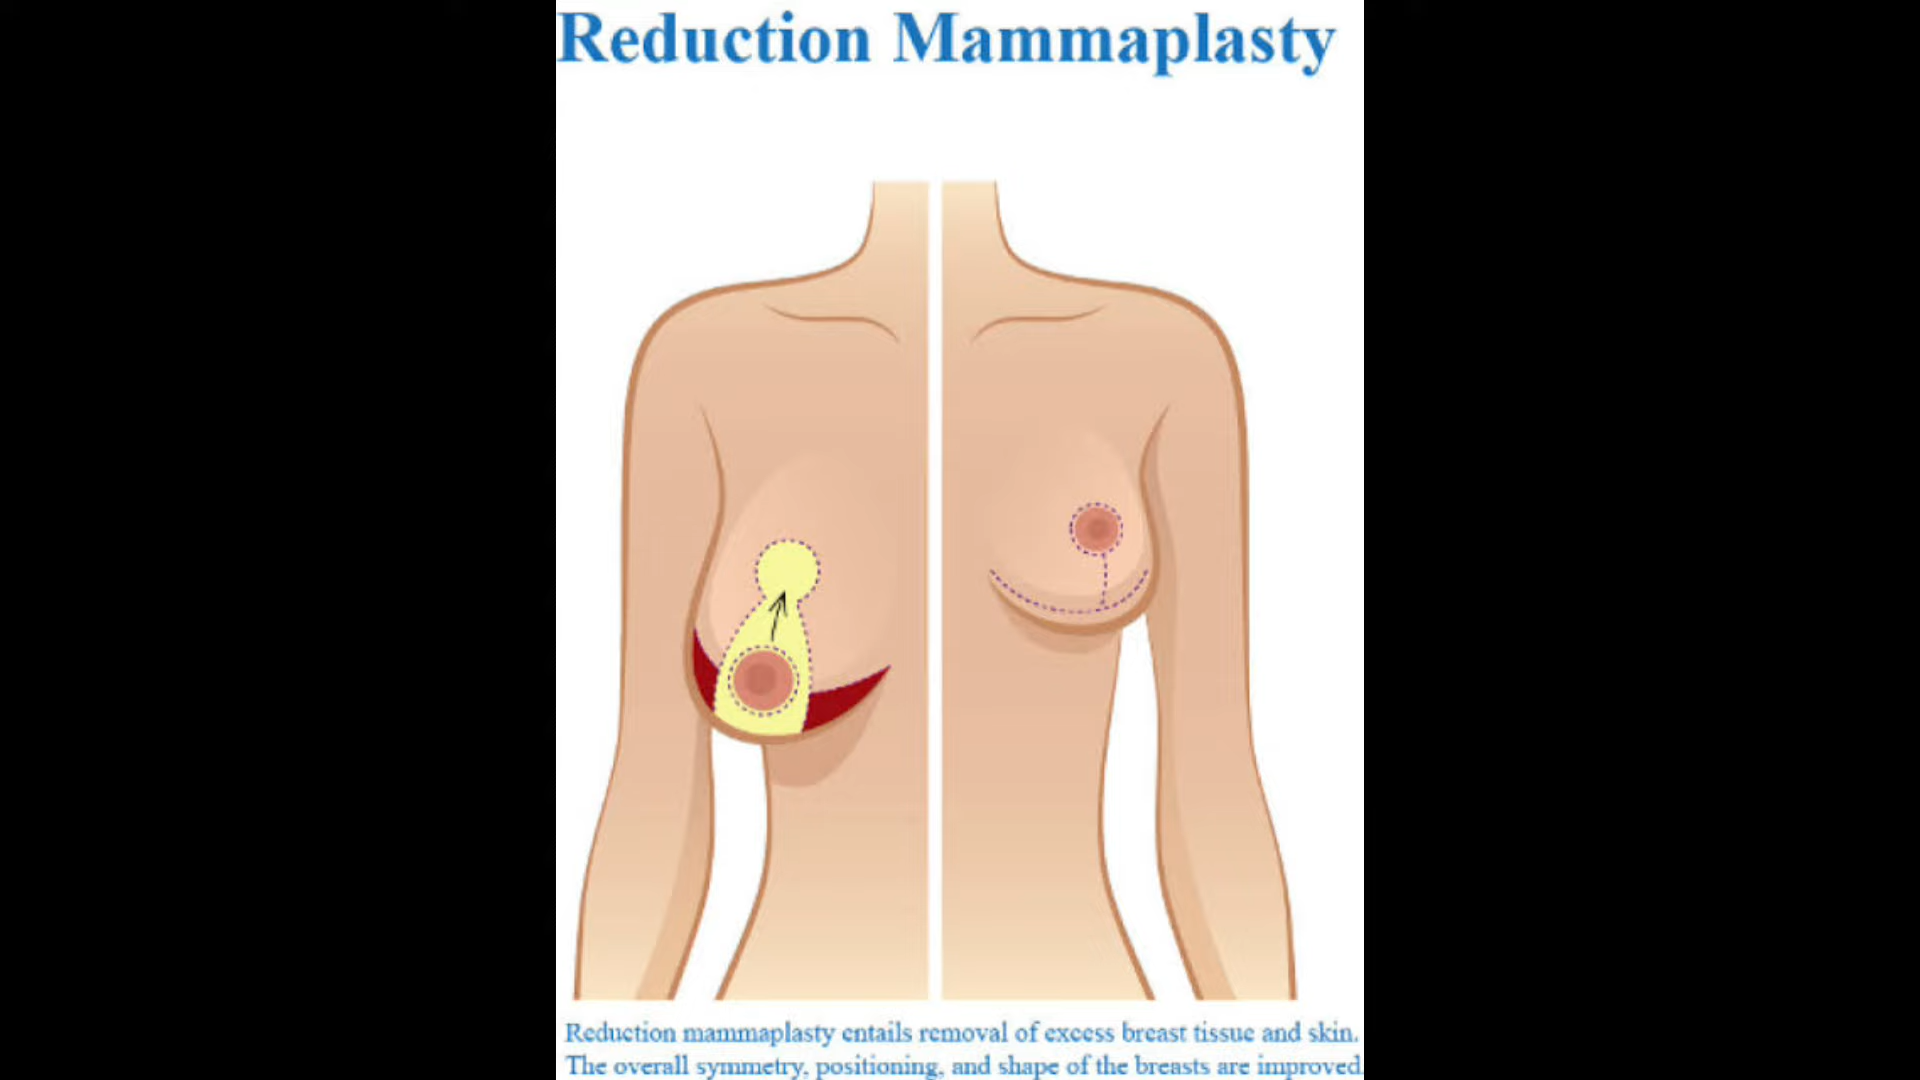 Reduction Mammaplasty
Reduction mammaplasty entails removal of excess breast tissue and skin.
The overall symmetry, positioning, and shape of the breasts are improved.